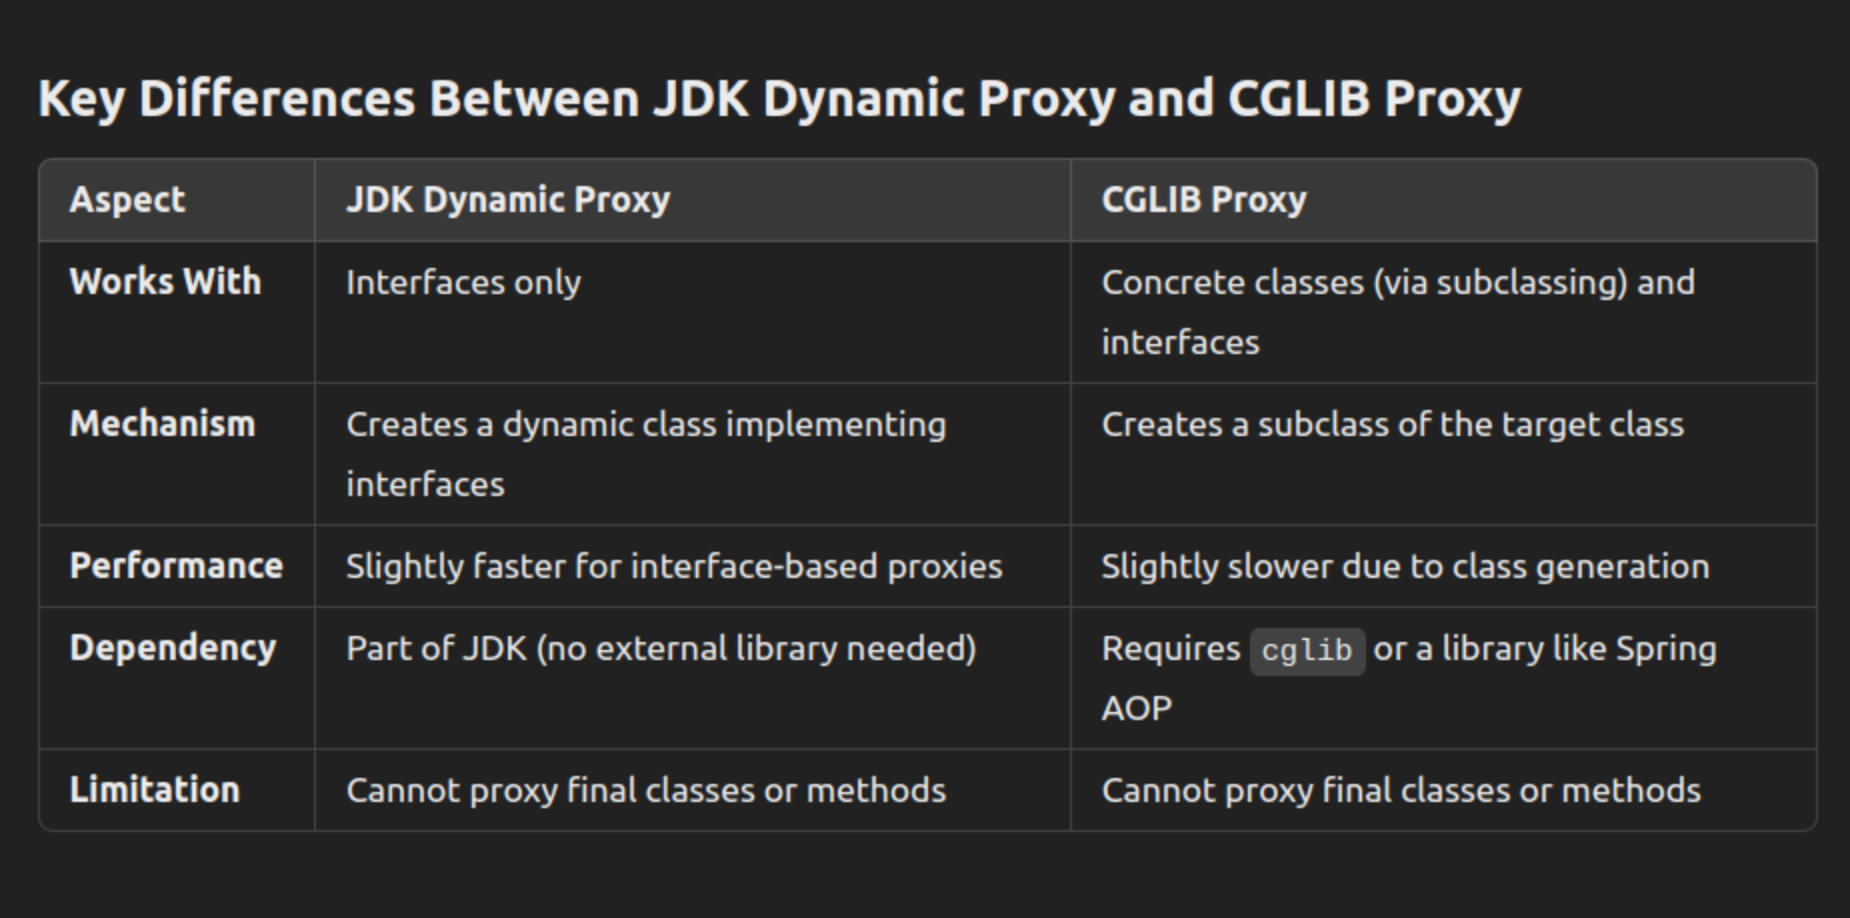 Key Differences Between JDK Dynamic Proxy and CGLIB Proxy
Aspect
JDK Dynamic Proxy
CGLIB Proxy
Works With
Interfaces only
Concrete classes (via subclassing) and
interfaces
Mechanism
Creates a dynamic class implementing
interfaces
Creates a subclass of the target class
Performance
Slightly faster for interface-based proxies
Slightly slower due to class generation
Dependency
Part of JDK (no external library needed)
Requires cglib or a library like Spring
AOP
Limitation
Cannot proxy final classes or methods
Cannot proxy final classes or methods